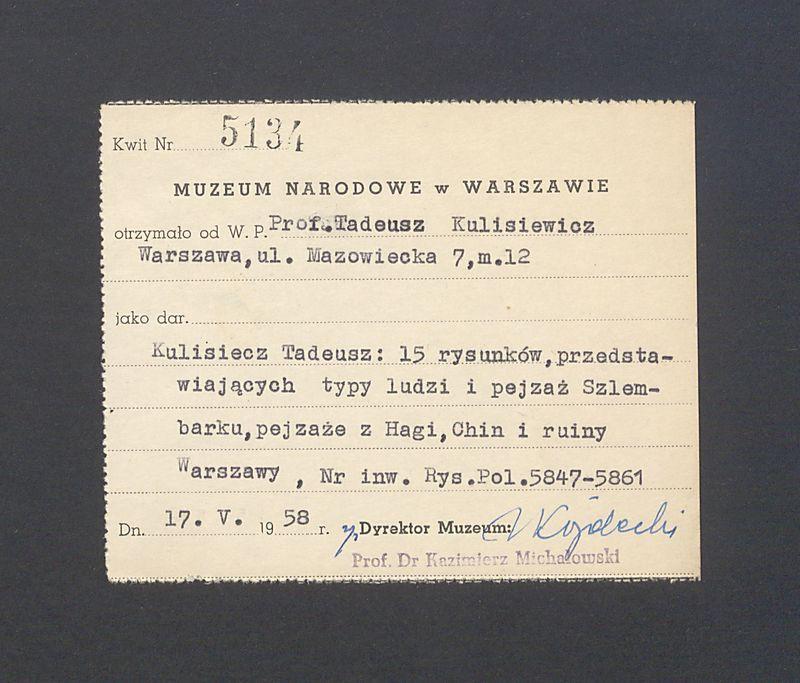 Kwit Nr 5134
MUZEUM NARODOWE w WARSZAWIE
otrzymało od W. P. Prof.Tadeusz Kulisiewicz
Warszawa,ul. Mazowiecka 7,m.12
jako dar.
Kulisiecz Tadeusz: 15 rysunków,przedsta-
wiających typy ludzi i pejzaż Szlem-
barku,pejzaże z Hagi,Chin i ruiny
Warszawy , Nr inw. Rys.Pol.5847-5861
Dn. 17. V. 1958 r. Dyrektor Muzeum:
Prof. Dr Kazimierz Michałowski